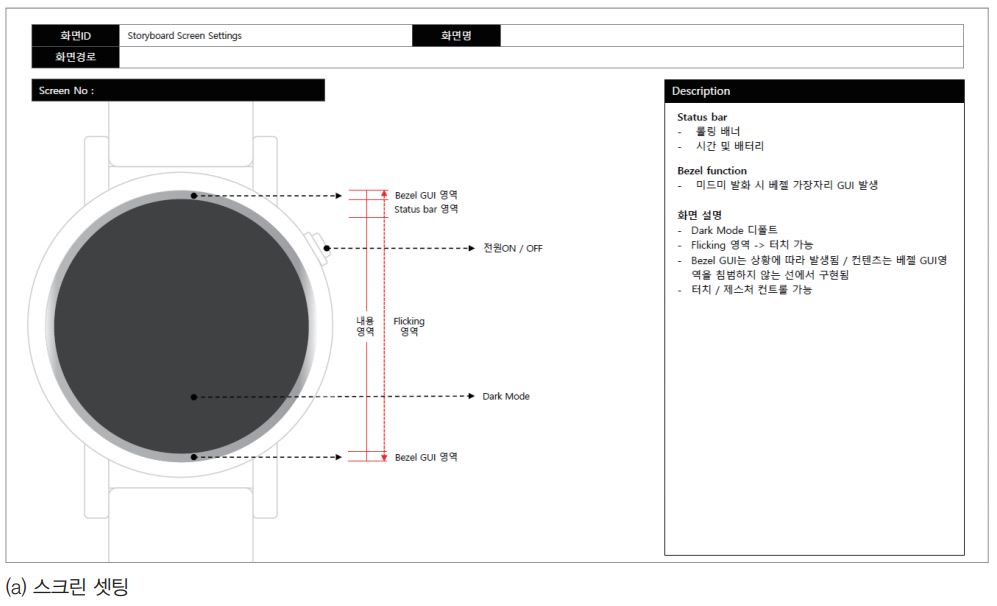 화면ID Storyboard Screen Settings 화면명
화면경로
Screen No :
Description
Status bar
- 롤링 배너
- 시간 및 배터리
Bezel function
- 미드미 발화 시 베젤 가장자리 GUI 발생
화면 설명
- Dark Mode 디폴트
- Flicking 영역 -> 터치 가능
- Bezel GUI는 상황에 따라 발생됨 / 컨텐츠는 베젤 GUI영
역을 침범하지 않는 선에서 구현됨
- 터치 / 제스처 컨트롤 가능
Bezel GUI 영역
Status bar 영역
전원ON / OFF
내용
영역
Flicking
영역
Dark Mode
Bezel GUI 영역
(a) 스크린 셋팅